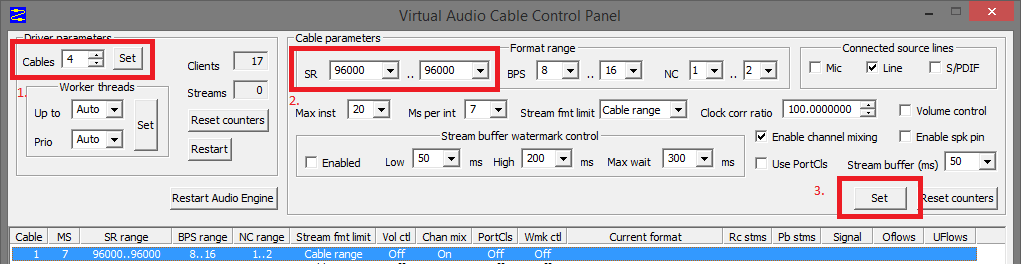 Virtual Audio Cable Control Panel
Driver parameters
Cables 4 Set
Clients 17
Streams 0
1.
Worker threads
Up to Auto
Prio Auto
Set
Reset counters
Restart
Restart Audio Engine
Cable parameters
Format range
SR 96000 .. 96000 BPS 8 .. 16 NC 1 .. 2
2.
Connected source lines
Mic Line S/PDIF
Max inst 20 Ms per int 7 Stream fmt limit Cable range Clock corr ratio 100.0000000 Volume control
Stream buffer watermark control
Enabled Low 50 ms High 200 ms Max wait 300 ms
Enable channel mixing Enable spk pin
Use PortCls Stream buffer (ms) 50
3.
Set Reset counters
Cable MS SR range BPS range NC range Stream fmt limit Vol ctl Chan mix PortCls Wmk ctl Current format Rc stms Pb stms Signal Oflows UFlows
1 7 96000..96000 8..16 1..2 Cable range Off On Off Off